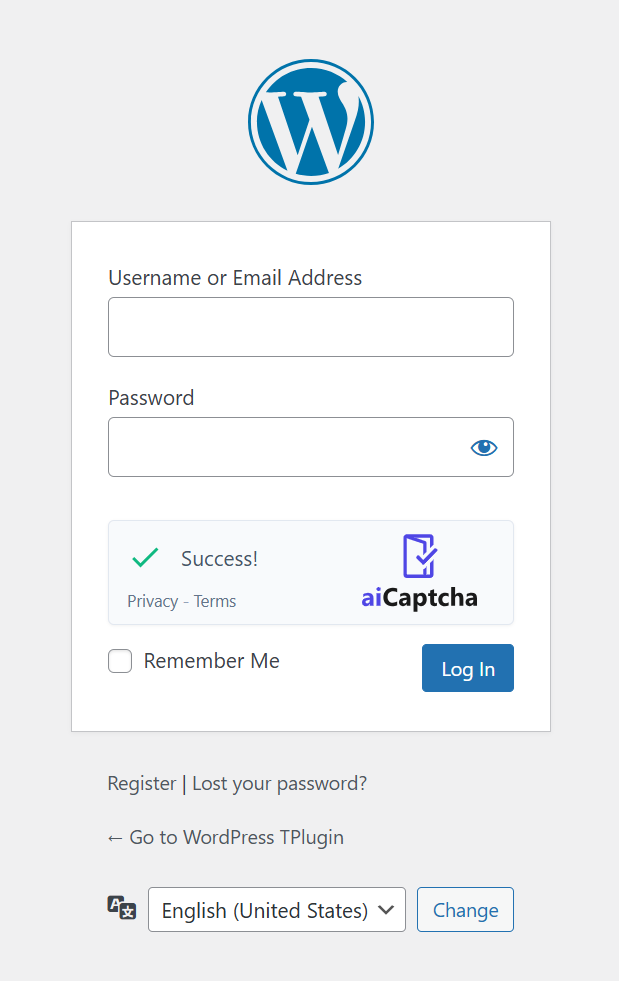 Username or Email Address
Password
Success!
Privacy - Terms
aiCaptcha
Remember Me
Log In
Register | Lost your password?
← Go to WordPress TPlugin
English (United States)
Change